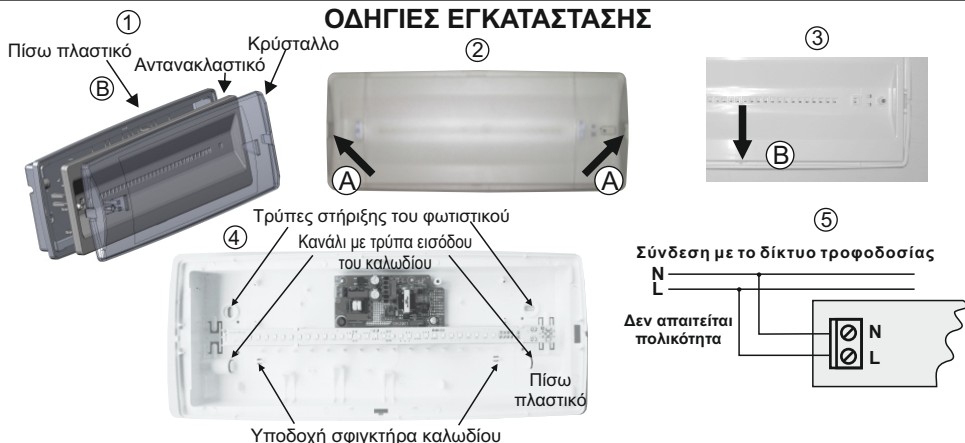 ΟΔΗΓΙΕΣ ΕΓΚΑΤΑΣΤΑΣΗΣ
1
Πίσω πλαστικό
Αντανακλαστικό
Κρύσταλλο
B
2
A
A
3
B
4
Τρύπες στήριξης του φωτιστικού
Κανάλι με τρύπα εισόδου
του καλωδίου
Πίσω
πλαστικό
Υποδοχή σφιγκτήρα καλωδίου
5
Σύνδεση με το δίκτυο τροφοδοσίας
N
L
Δεν απαιτείται
πολικότητα
N
L